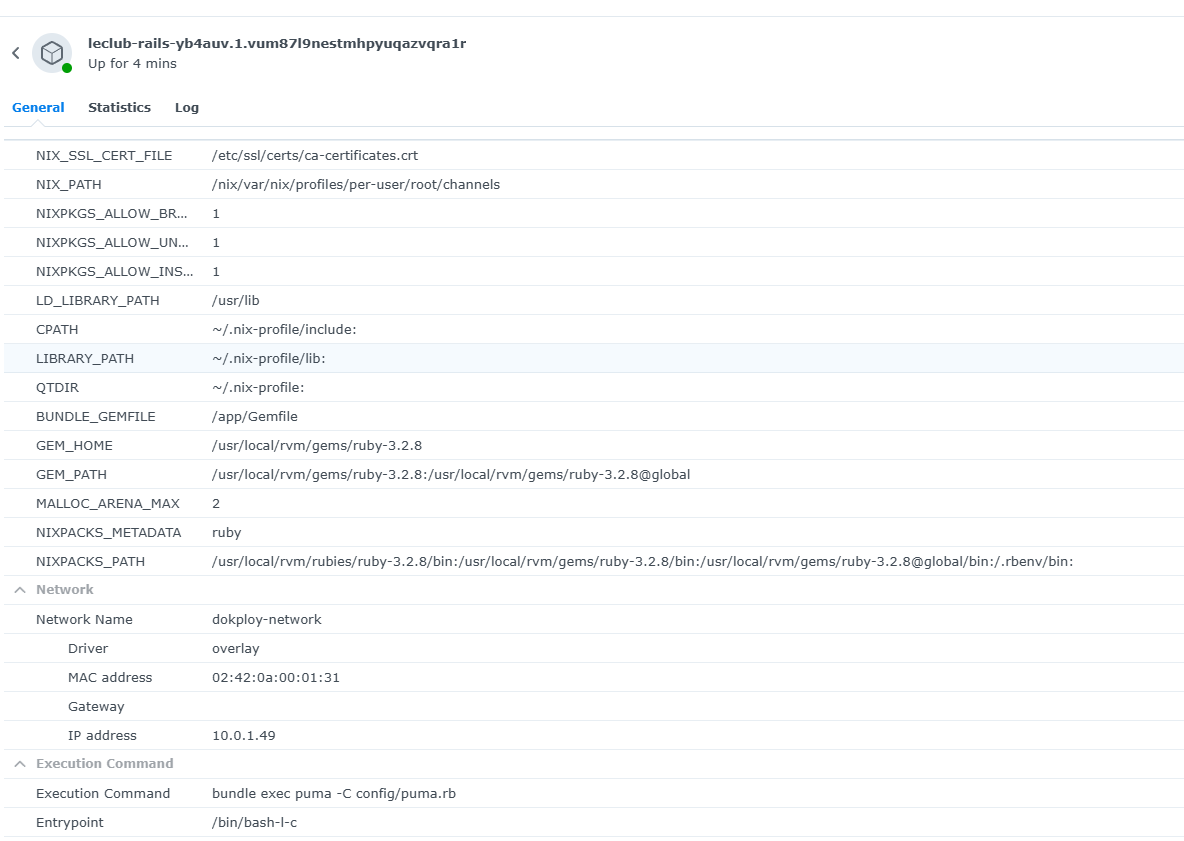 leclub-rails-yb4auv.1.vum87l9nestmhpyuqazvqra1r
Up for 4 mins
General Statistics Log
NIX_SSL_CERT_FILE /etc/ssl/certs/ca-certificates.crt
NIX_PATH /nix/var/nix/profiles/per-user/root/channels
NIXPKGS_ALLOW_BR... 1
NIXPKGS_ALLOW_UN... 1
NIXPKGS_ALLOW_INS... 1
LD_LIBRARY_PATH /usr/lib
CPATH ~/.nix-profile/include:
LIBRARY_PATH ~/.nix-profile/lib:
QTDIR ~/.nix-profile:
BUNDLE_GEMFILE /app/Gemfile
GEM_HOME /usr/local/rvm/gems/ruby-3.2.8
GEM_PATH /usr/local/rvm/gems/ruby-3.2.8:/usr/local/rvm/gems/ruby-3.2.8@global
MALLOC_ARENA_MAX 2
NIXPACKS_METADATA ruby
NIXPACKS_PATH /usr/local/rvm/rubies/ruby-3.2.8/bin:/usr/local/rvm/gems/ruby-3.2.8/bin:/usr/local/rvm/gems/ruby-3.2.8@global/bin:/.rbenv/bin:
Network
Network Name dokploy-network
Driver overlay
MAC address 02:42:0a:00:01:31
Gateway
IP address 10.0.1.49
Execution Command
Execution Command bundle exec puma -C config/puma.rb
Entrypoint /bin/bash-l-c